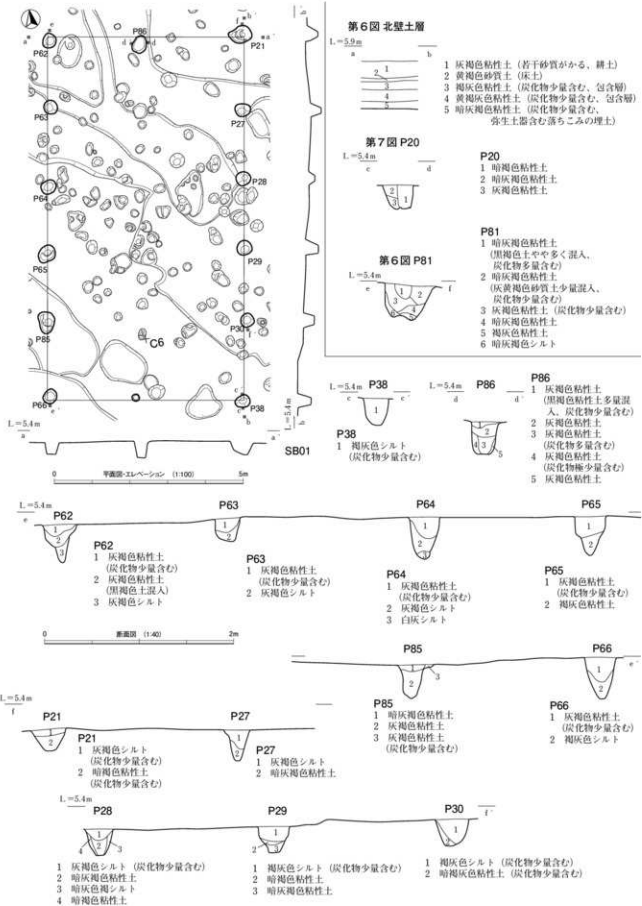 P62
P86
P21
P63
P27
P64
P28
P65
P29
P85
P30
C6
P66
P38
SB01
L=5.4m
平面図・エレベーション (1:100)
0
5m
第6図 北壁土層
L=5.9m
a
b
1 灰褐色粘性土 (若干砂質がかる、耕土)
2 黄褐色砂質土 (床土)
3 褐灰色粘性土 (炭化物少量含む、包含層)
4 黄褐灰色粘性土 (炭化物少量含む、包含層)
5 暗灰褐色粘性土 (炭化物少量含む、
弥生土器含む落ちこみの埋土)
第7図 P20
L=5.4m
c
d
P20
1 暗褐色粘性土
2 暗灰褐色粘性土
3 灰褐色粘性土
第6図 P81
L=5.4m
e
f
P81
1 暗灰褐色粘性土
(黒褐色土やや多く混入、
炭化物多量含む)
2 暗灰褐色粘性土
(灰黄褐色砂質土少量混入、
炭化物少量含む)
3 灰褐色粘性土 (炭化物少量含む)
4 暗灰褐色粘性土
5 褐灰色粘性土
6 暗灰褐色シルト
P38
L=5.4m
c
c´
P38
1 褐灰色シルト
(炭化物少量含む)
P86
L=5.4m
d
d´
P86
1 灰褐色粘性土
(黒褐色粘性土多量混
入、炭化物少量含む)
2 灰褐色粘性土
3 灰褐色粘性土
(炭化物多量含む)
4 灰褐色粘性土
(炭化物極少量含む)
5 灰褐色粘性土
L=5.4m
e
P62
P63
P64
P65
P62
1 灰褐色粘性土
(炭化物少量含む)
2 灰褐色粘性土
(黒褐色土混入)
3 灰褐色シルト
P63
1 灰褐色粘性土
(炭化物少量含む)
2 灰褐色シルト
P64
1 灰褐色粘性土
(炭化物少量含む)
2 灰褐色シルト
3 白灰シルト
P65
1 灰褐色粘性土
(炭化物少量含む)
2 褐灰色粘性土
0
断面図 (1:40)
2m
P85
P66
e´
P85
1 暗灰褐色粘性土
2 灰褐色粘性土
3 灰褐色粘性土
(炭化物少量含む)
P66
1 灰褐色粘性土
(炭化物少量含む)
2 褐灰色シルト
L=5.4m
f
P21
P27
P21
1 灰褐色シルト
(炭化物少量含む)
2 暗褐色粘性土
(炭化物少量含む)
P27
1 灰褐色シルト
2 暗灰褐色粘性土
L=5.4m
P28
P29
P30
f´
1 灰褐色シルト (炭化物少量含む)
2 暗灰褐色粘性土
3 暗灰色褐シルト
4 暗褐色粘性土
1 褐灰色シルト (炭化物少量含む)
2 暗褐色粘性土
3 暗灰褐色粘性土
1 褐灰色シルト (炭化物少量含む)
2 暗褐灰色粘性土 (炭化物少量含む)